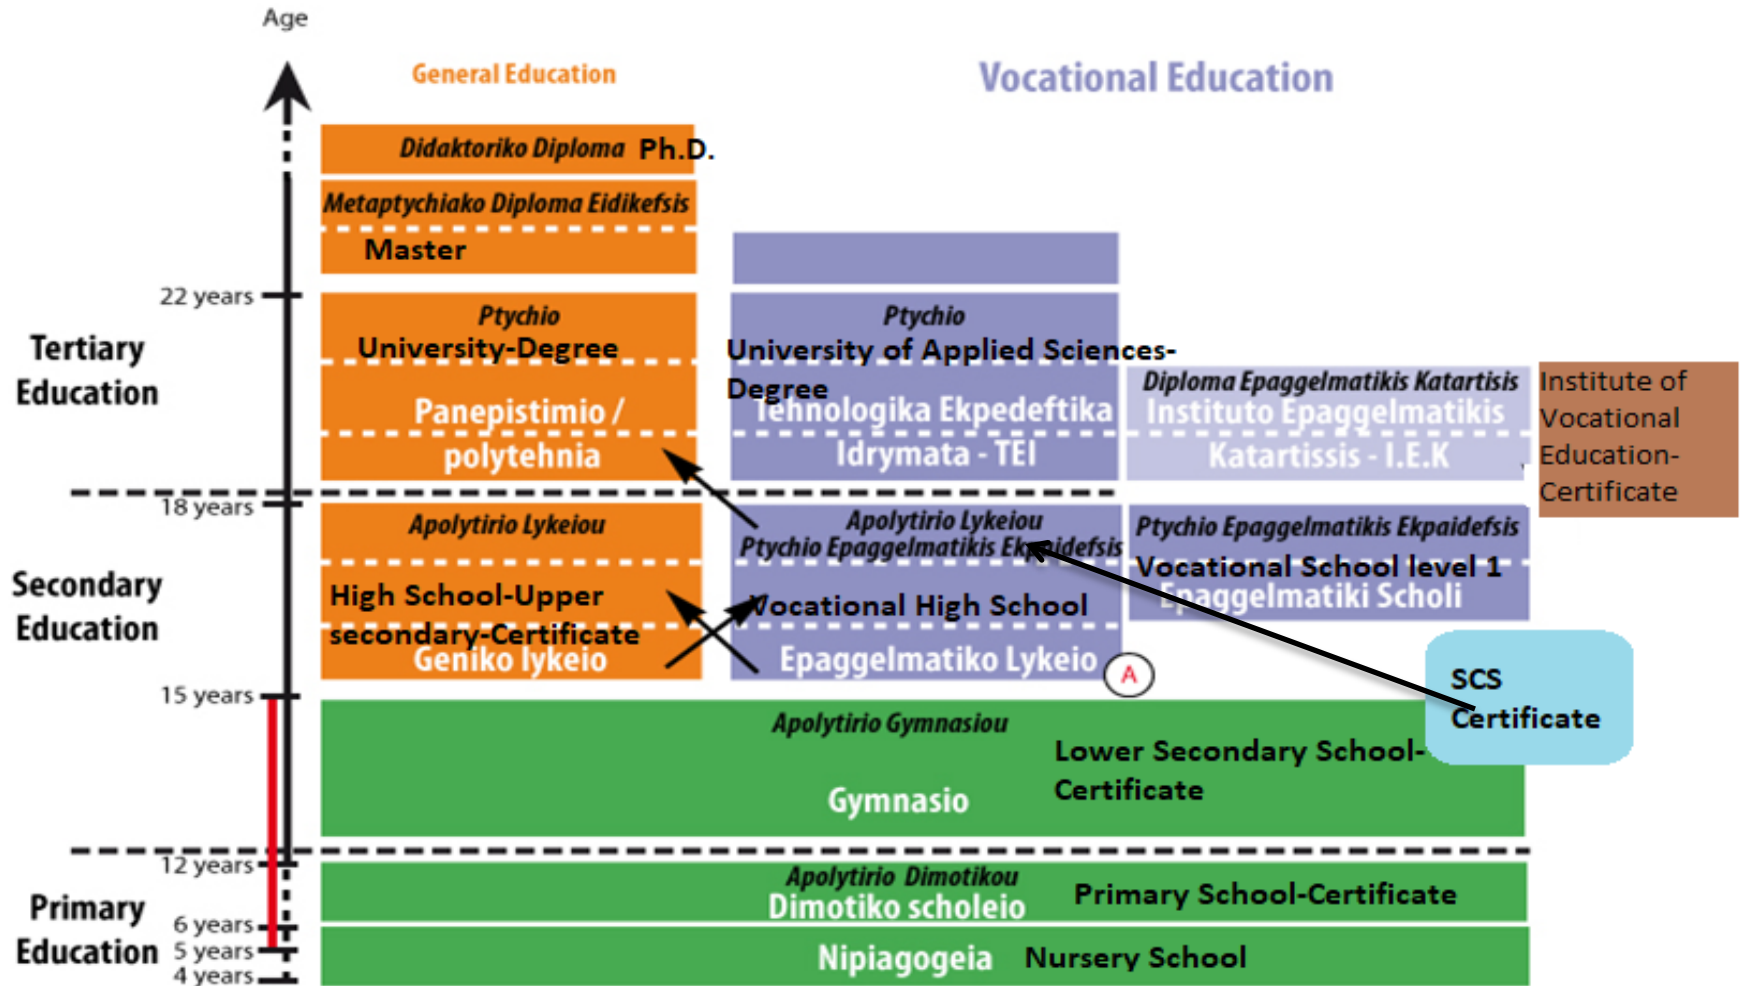 Age
General Education
Vocational Education
Didaktoriko Diploma Ph.D.
Metaptychiako Diploma Eidikefsis
Master
22 years
Tertiary
Education
Ptychio
University-Degree
Panepistimio /
polytehnia
Ptychio
University of Applied Sciences-
Degree
Tehnologika Ekpedeftika
Idrymata - TEI
Diploma Epaggelmatikis Katartisis
Instituto Epaggelmatikis
Katartissis - I.E.K
Institute of
Vocational
Education-
Certificate
18 years
Secondary
Education
Apolytirio Lykeiou
High School-Upper
secondary-Certificate
Geniko lykeio
Apolytirio Lykeiou
Ptychio Epaggelmatikis Ekpaidefsis
Vocational High School
Epaggelmatiko Lykeio
A
Ptychio Epaggelmatikis Ekpaidefsis
Vocational School level 1
Epaggelmatiki Scholi
SCS
Certificate
15 years
Apolytirio Gymnasiou
Lower Secondary School-
Certificate
Gymnasio
12 years
Primary
Education
Apolytirio Dimotikou
Dimotiko scholeio
Primary School-Certificate
6 years
5 years
4 years
Nipiagogeia
Nursery School